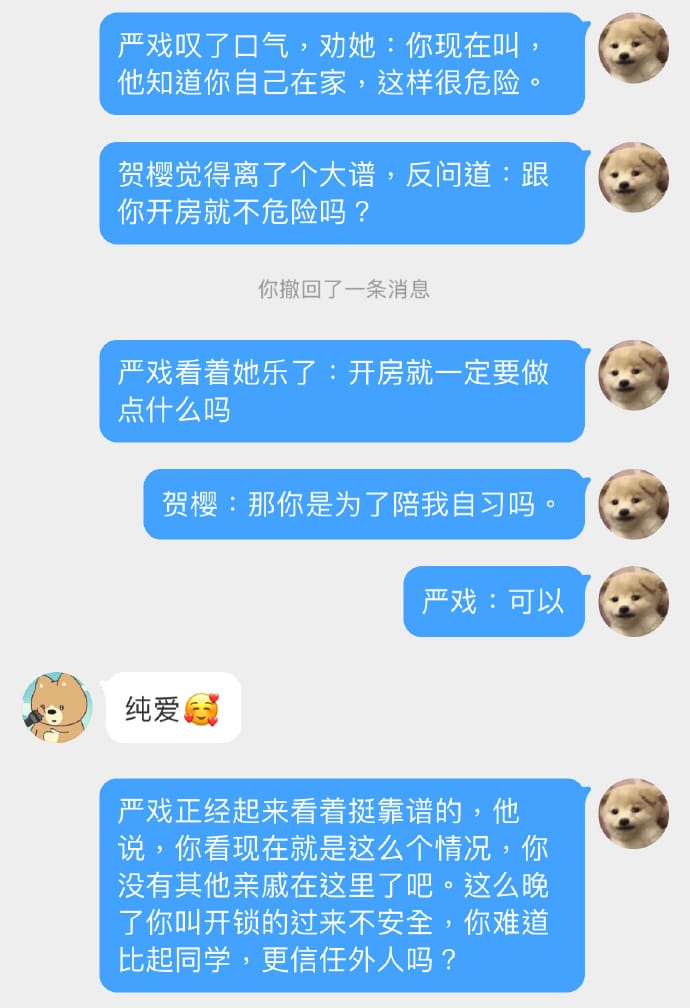 严戏叹了口气，劝她：你现在叫，
他知道你自己在家，这样很危险。
贺樱觉得离了个大谱，反问道：跟
你开房就不危险吗？
你撤回了一条消息
严戏看着她乐了：开房就一定要做
点什么吗
贺樱：那你是为了陪我自习吗。
严戏：可以
纯爱🥰
严戏正经起来看着挺靠谱的，他
说，你看现在就是这么个情况，你
没有其他亲戚在这里了吧。这么晚
了你叫开锁的过来不安全，你难道
比起同学，更信任外人吗？